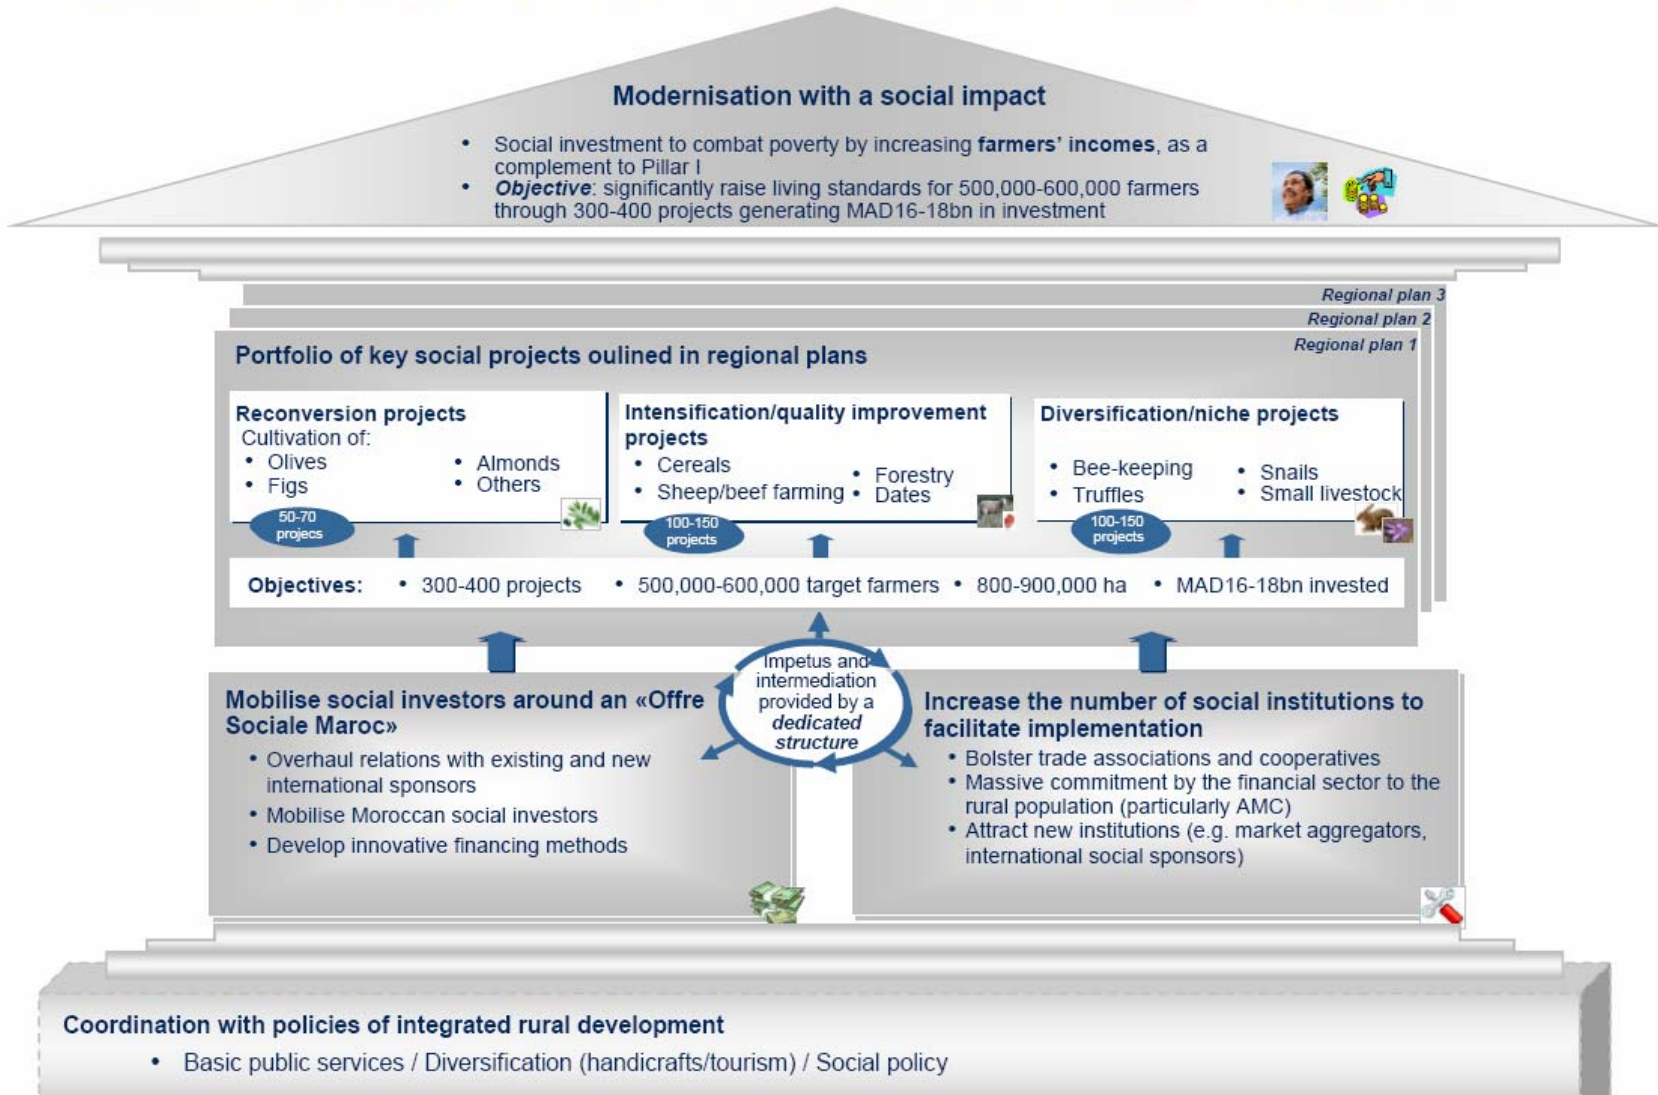 Modernisation with a social impact
• Social investment to combat poverty by increasing farmers' incomes, as a
complement to Pillar I
• Objective: significantly raise living standards for 500,000-600,000 farmers
through 300-400 projects generating MAD16-18bn in investment
Regional plan 3
Regional plan 2
Regional plan 1
Portfolio of key social projects oulined in regional plans
Reconversion projects
Cultivation of:
• Olives
• Figs
• Almonds
• Others
50-70
projecs
Intensification/quality improvement
projects
• Cereals
• Sheep/beef farming
• Forestry
• Dates
100-150
projects
Diversification/niche projects
• Bee-keeping
• Truffles
• Snails
• Small livestock
100-150
projects
Objectives: • 300-400 projects • 500,000-600,000 target farmers • 800-900,000 ha • MAD16-18bn invested
Impetus and
intermediation
provided by a
dedicated
structure
Mobilise social investors around an «Offre
Sociale Maroc»
• Overhaul relations with existing and new
international sponsors
• Mobilise Moroccan social investors
• Develop innovative financing methods
Increase the number of social institutions to
facilitate implementation
• Bolster trade associations and cooperatives
• Massive commitment by the financial sector to the
rural population (particularly AMC)
• Attract new institutions (e.g. market aggregators,
international social sponsors)
Coordination with policies of integrated rural development
• Basic public services / Diversification (handicrafts/tourism) / Social policy